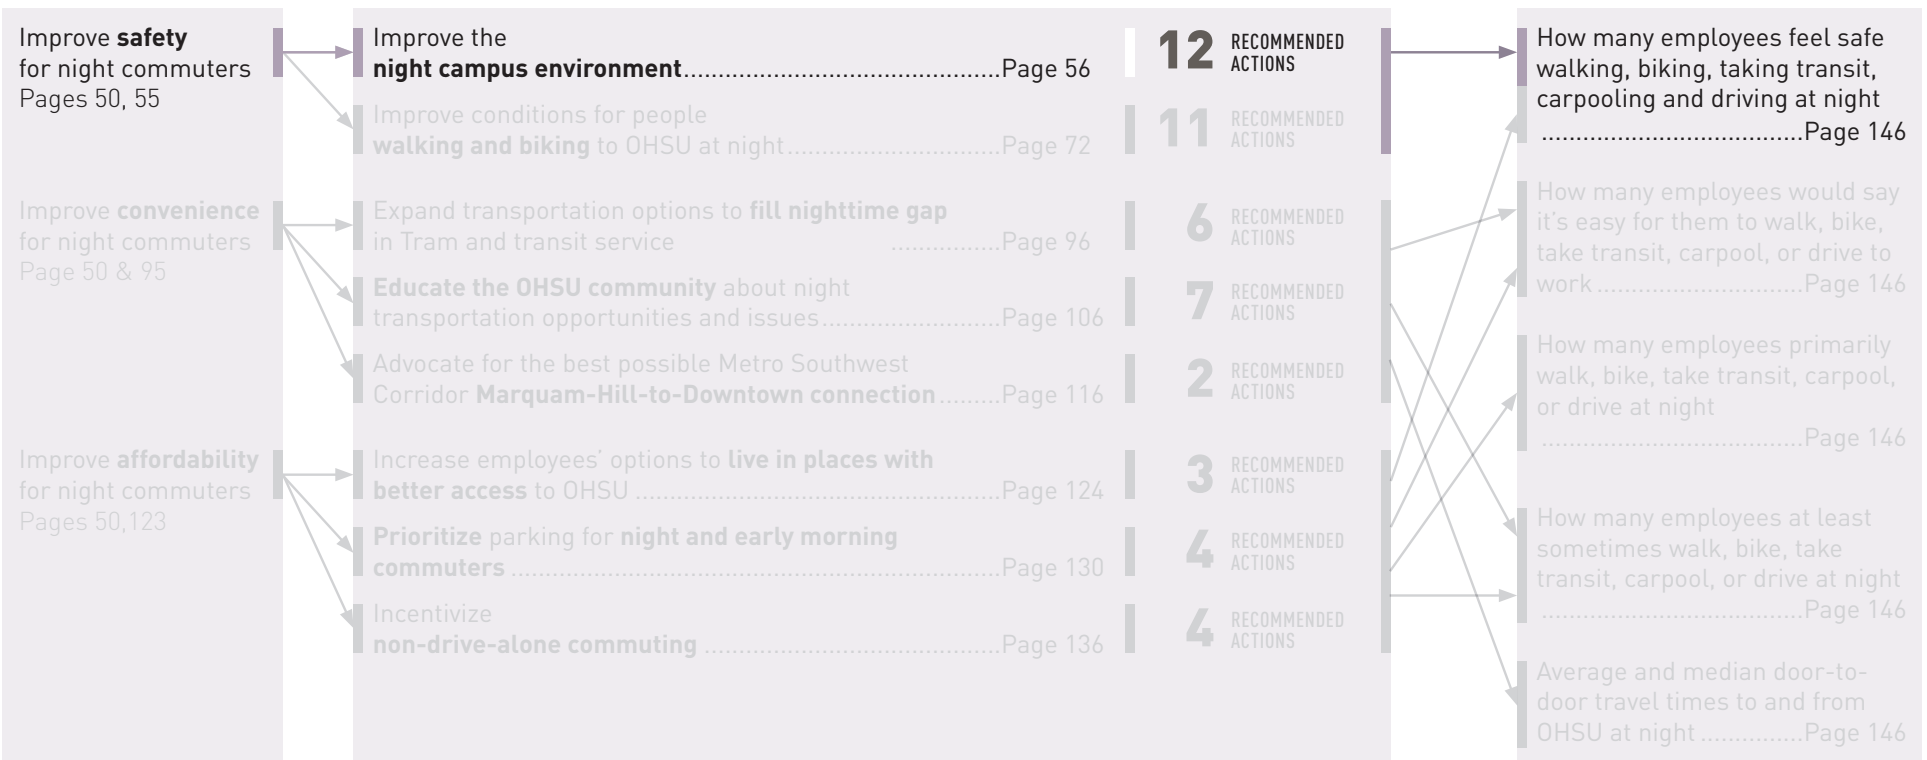 Improve safety
for night commuters
Pages 50, 55
Improve the
night campus environment..............................................Page 56
12 RECOMMENDED
ACTIONS
Improve conditions for people
walking and biking to OHSU at night...............................Page 72
11 RECOMMENDED
ACTIONS
Improve convenience
for night commuters
Page 50 & 95
Expand transportation options to fill nighttime gap
in Tram and transit service ................Page 96
6 RECOMMENDED
ACTIONS
Educate the OHSU community about night
transportation opportunities and issues..........................Page 106
7 RECOMMENDED
ACTIONS
Advocate for the best possible Metro Southwest
Corridor Marquam-Hill-to-Downtown connection.........Page 116
2 RECOMMENDED
ACTIONS
Improve affordability
for night commuters
Pages 50,123
Increase employees' options to live in places with
better access to OHSU .....................................................Page 124
3 RECOMMENDED
ACTIONS
Prioritize parking for night and early morning
commuters .......................................................................Page 130
4 RECOMMENDED
ACTIONS
Incentivize
non-drive-alone commuting ...........................................Page 136
4 RECOMMENDED
ACTIONS
How many employees feel safe
walking, biking, taking transit,
carpooling and driving at night
......................................Page 146
How many employees would say
it's easy for them to walk, bike,
take transit, carpool, or drive to
work ..............................Page 146
How many employees primarily
walk, bike, take transit, carpool,
or drive at night
......................................Page 146
How many employees at least
sometimes walk, bike, take
transit, carpool, or drive at night
......................................Page 146
Average and median door-to-
door travel times to and from
OHSU at night ...............Page 146